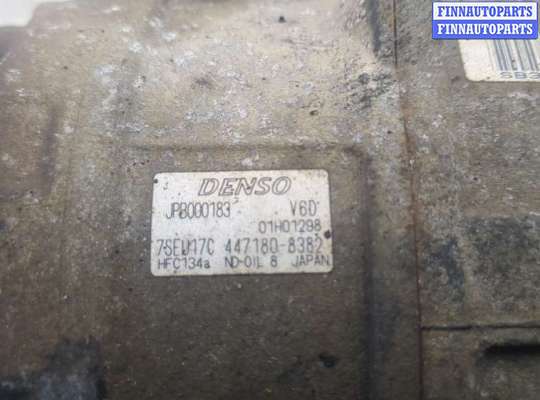 FINNAUTOPARTS
FINNAUTOPARTS
DENSO
JPB000183 V6D
01H01298
7SEU17C 447180-8382
HFC134a ND-OIL 8 JAPAN